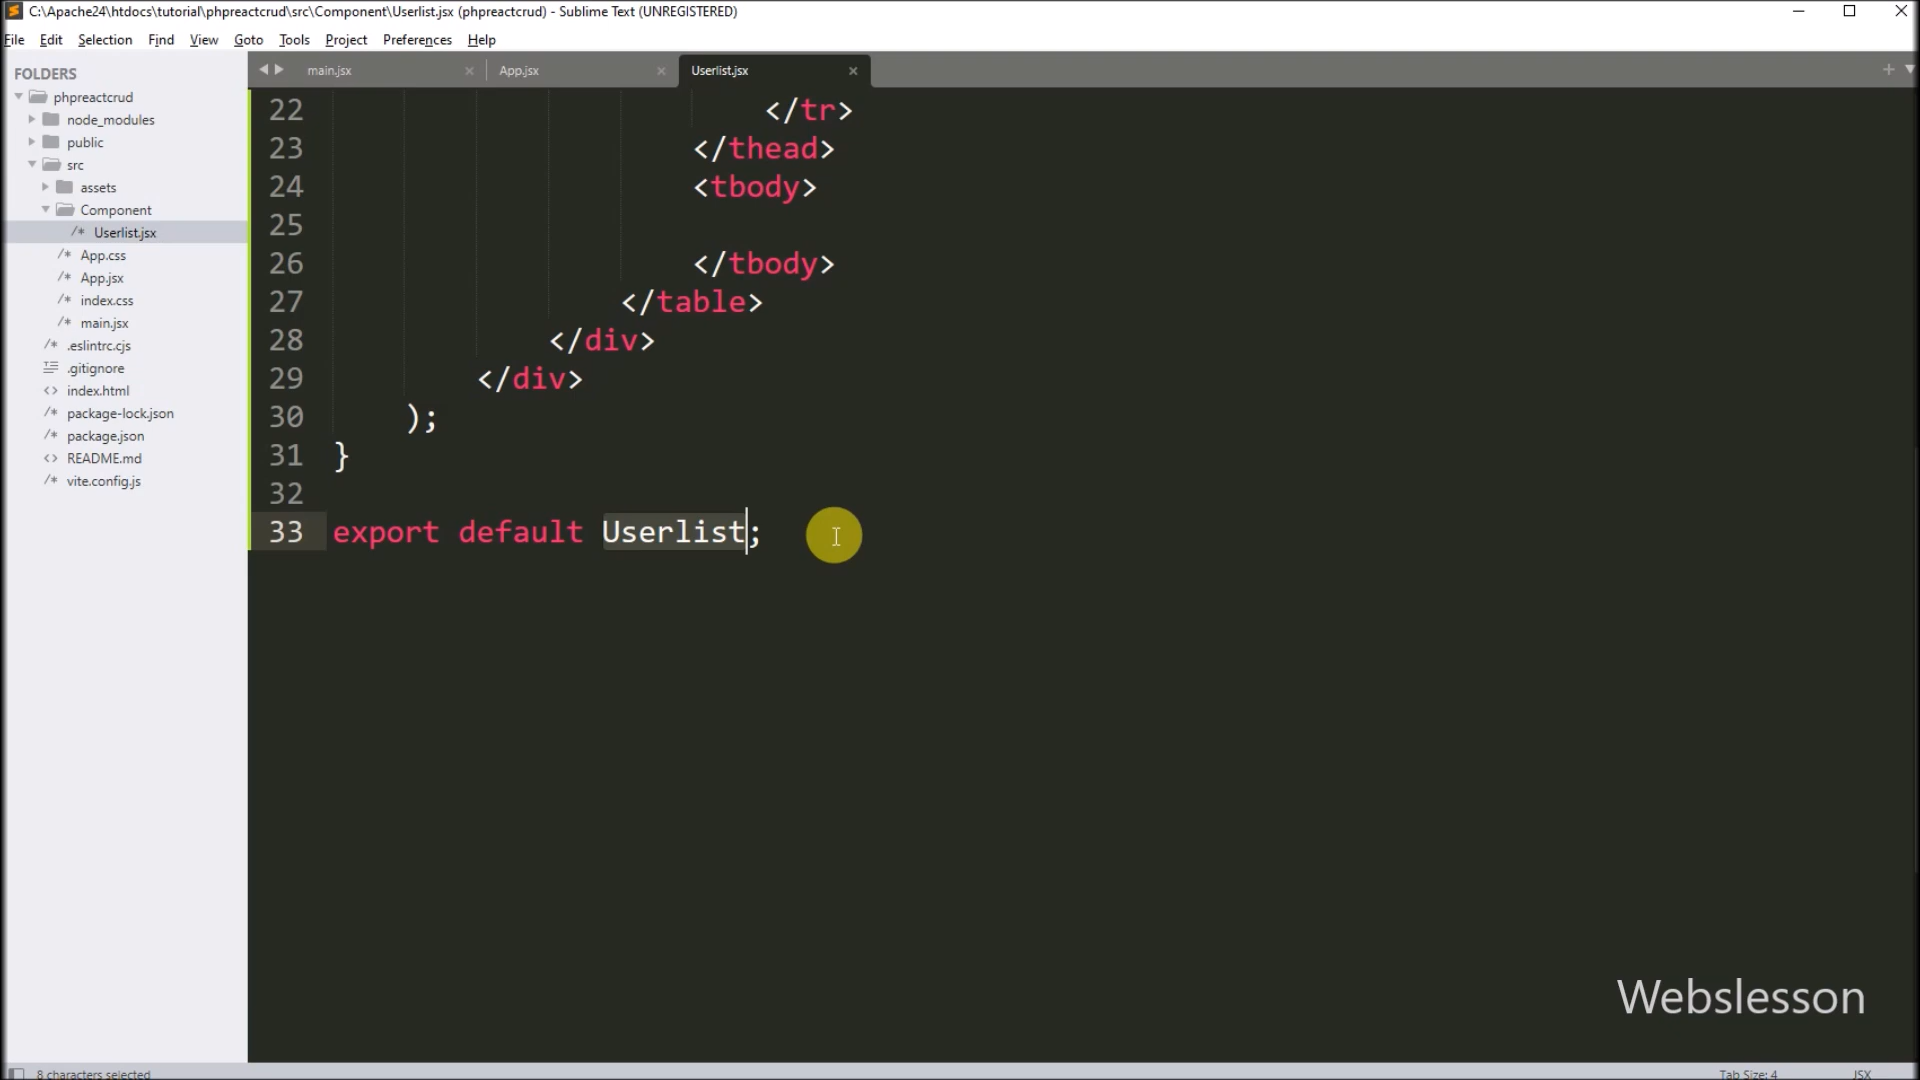 C:\Apache24\htdocs\tutorial\phpreactcrud\src\Component\Userlist.jsx (phpreactcrud) - Sublime Text (UNREGISTERED)
File Edit Selection Find View Goto Tools Project Preferences Help
FOLDERS
phpreactcrud
node_modules
public
src
assets
Component
/* Userlist.jsx
/* App.css
/* App.jsx
/* index.css
/* main.jsx
/* .eslintrc.cjs
.gitignore
<> index.html
/* package-lock.json
/* package.json
<> README.md
/* vite.config.js
main.jsx × App.jsx × Userlist.jsx ×
22 </tr>
23 </thead>
24 <tbody>
25
26 </tbody>
27 </table>
28 </div>
29 </div>
30 );
31 }
32
33 export default Userlist;
Webslesson
8 characters selected Tab Size: 4 JSX